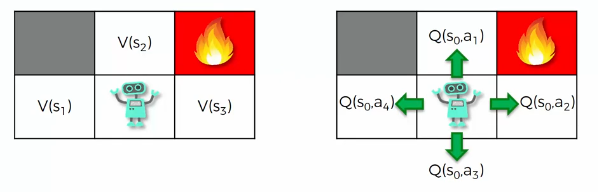 V(s₂)
V(s₁)
V(s₃)
Q(s₀,a₁)
Q(s₀,a₄)
Q(s₀,a₂)
Q(s₀,a₃)